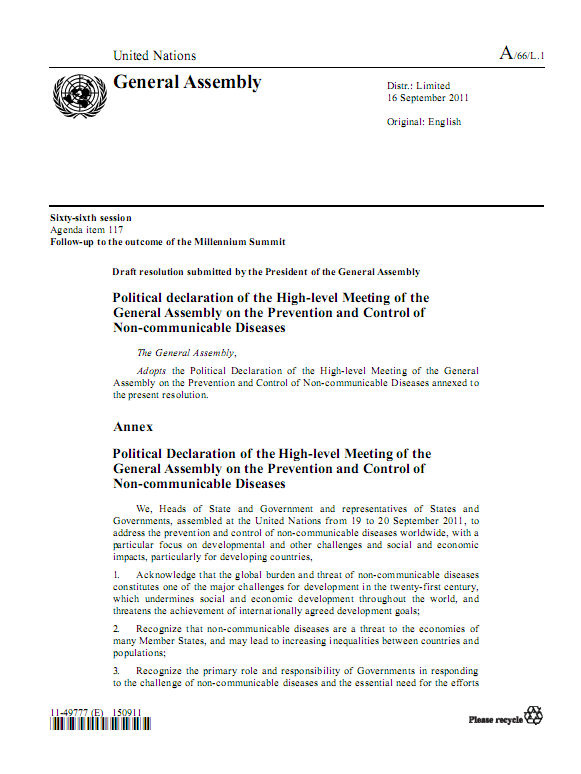 United Nations
A/66/L.1
General Assembly
Distr.: Limited
16 September 2011
Original: English
Sixty-sixth session
Agenda item 117
Follow-up to the outcome of the Millennium Summit
Draft resolution submitted by the President of the General Assembly
Political declaration of the High-level Meeting of the
General Assembly on the Prevention and Control of
Non-communicable Diseases
The General Assembly,
Adopts the Political Declaration of the High-level Meeting of the General
Assembly on the Prevention and Control of Non-communicable Diseases annexed to
the present resolution.
Annex
Political Declaration of the High-level Meeting of the
General Assembly on the Prevention and Control of
Non-communicable Diseases
We, Heads of State and Government and representatives of States and
Governments, assembled at the United Nations from 19 to 20 September 2011, to
address the prevention and control of non-communicable diseases worldwide, with a
particular focus on developmental and other challenges and social and economic
impacts, particularly for developing countries,
1. Acknowledge that the global burden and threat of non-communicable diseases
constitutes one of the major challenges for development in the twenty-first century,
which undermines social and economic development throughout the world, and
threatens the achievement of internationally agreed development goals;
2. Recognize that non-communicable diseases are a threat to the economies of
many Member States, and may lead to increasing inequalities between countries and
populations;
3. Recognize the primary role and responsibility of Governments in responding
to the challenge of non-communicable diseases and the essential need for the efforts
11-49777 (E) 150911
Please recycle